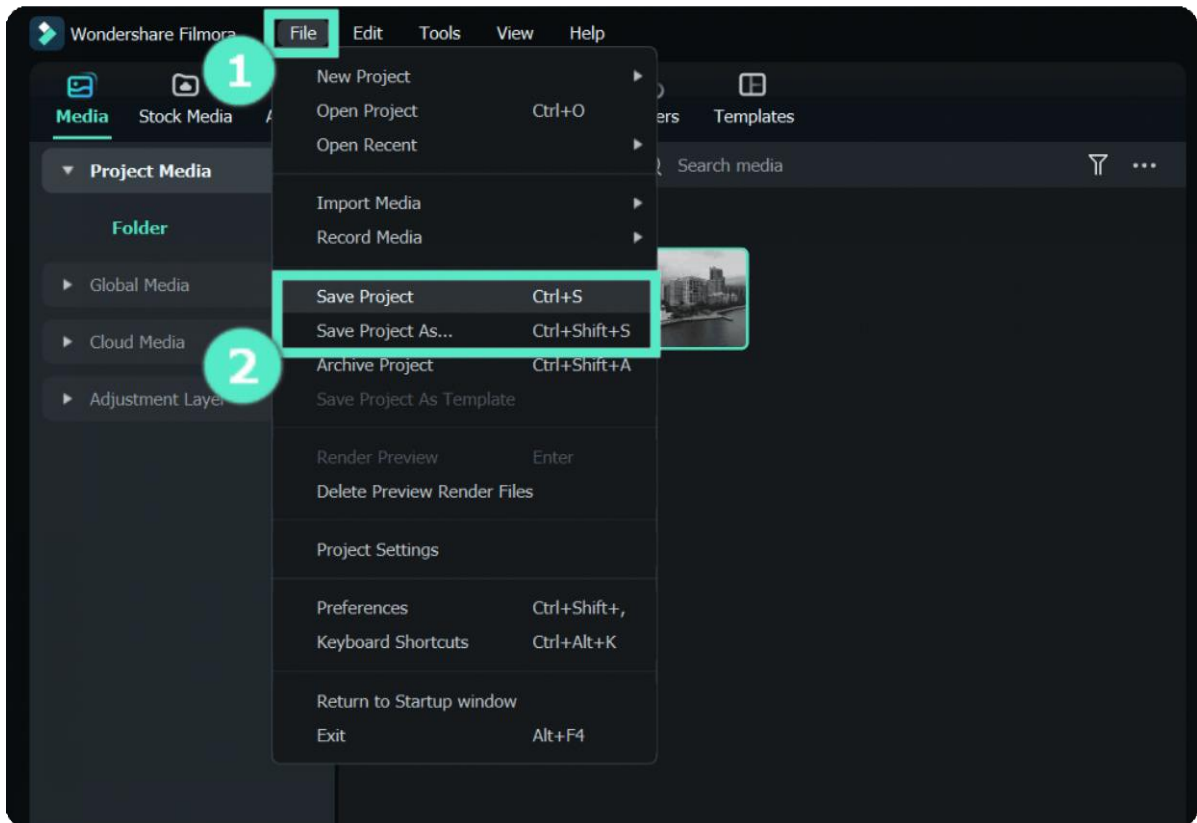 Wondershare Filmora File Edit Tools View Help
1
Media Stock Media Templates
Project Media
Search media
Folder
Global Media
Cloud Media
Adjustment Layer
New Project
Open Project Ctrl+O
Open Recent
Import Media
Record Media
Save Project Ctrl+S
Save Project As... Ctrl+Shift+S
2
Archive Project Ctrl+Shift+A
Save Project As Template
Render Preview Enter
Delete Preview Render Files
Project Settings
Preferences Ctrl+Shift+,
Keyboard Shortcuts Ctrl+Alt+K
Return to Startup window
Exit Alt+F4